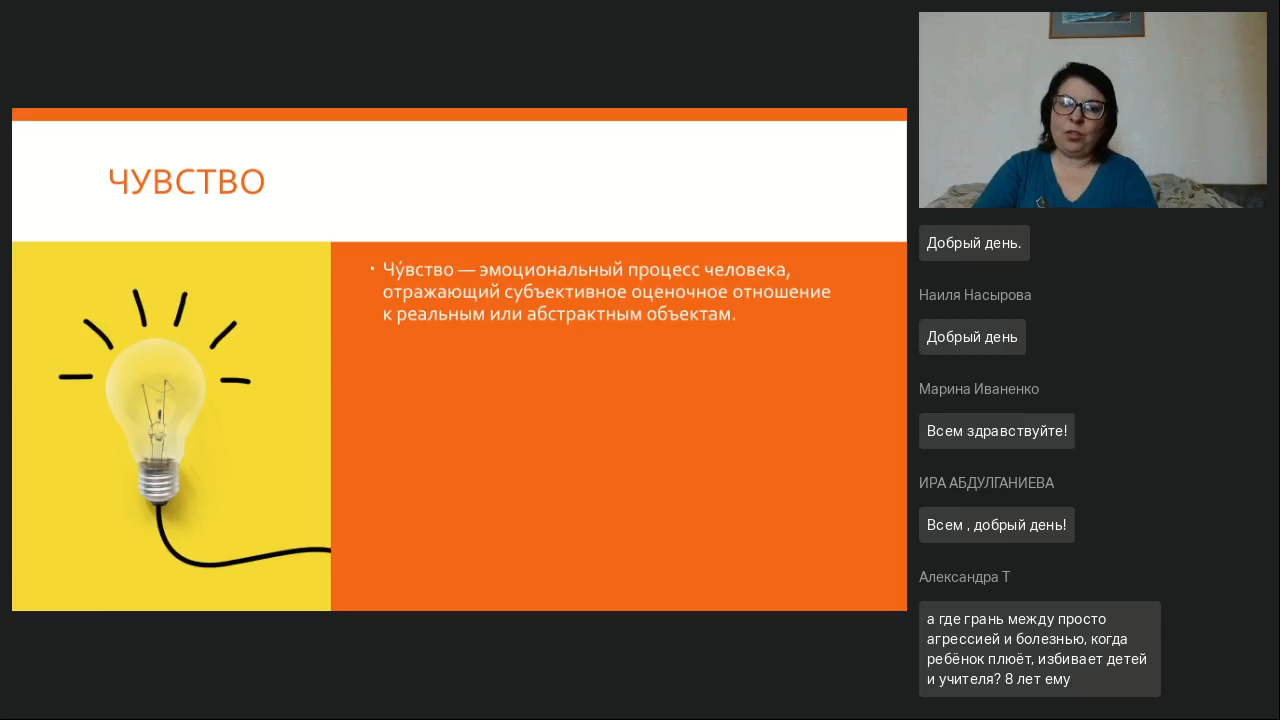 ЧУВСТВО
• Чу́вство — эмоциональный процесс человека,
отражающий субъективное оценочное отношение
к реальным или абстрактным объектам.
Добрый день.
Наиля Насырова
Добрый день
Марина Иваненко
Всем здравствуйте!
ИРА АБДУЛГАНИЕВА
Всем , добрый день!
Александра Т
а где грань между просто
агрессией и болезнью, когда
ребёнок плюёт, избивает детей
и учителя? 8 лет ему